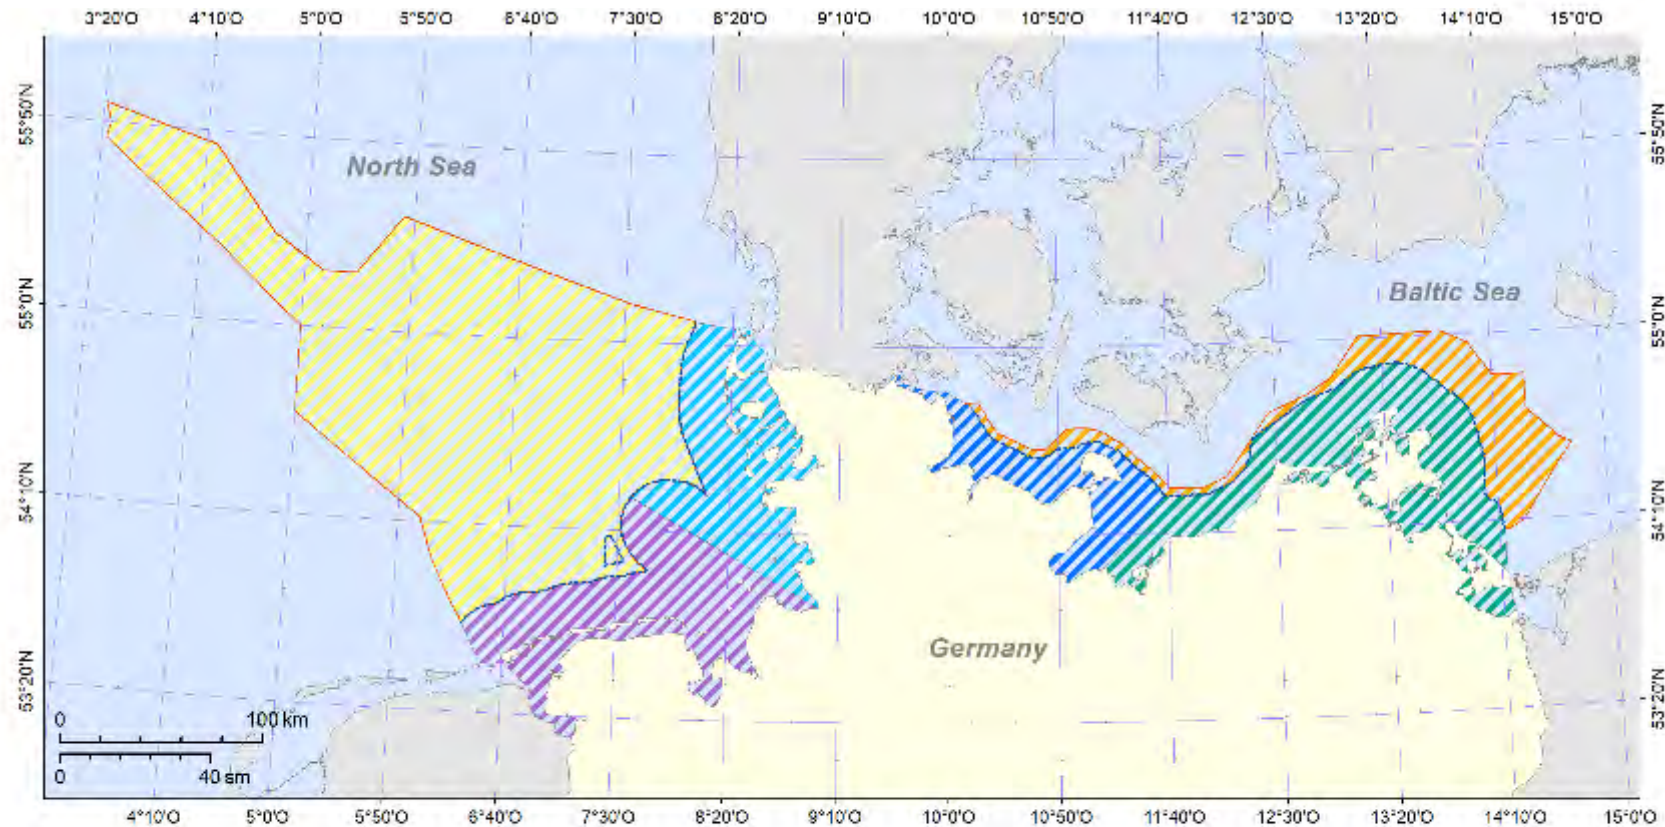 3°20'O 4°10'O 5°0'O 5°50'O 6°40'O 7°30'O 8°20'O 9°10'O 10°0'O 10°50'O 11°40'O 12°30'O 13°20'O 14°10'O 15°0'O
55°50'N
55°50'N
North Sea
Baltic Sea
55°0'N
55°0'N
54°10'N
54°10'N
Germany
53°20'N
53°20'N
0 100 km
0 40 sm
4°10'O 5°0'O 5°50'O 6°40'O 7°30'O 8°20'O 9°10'O 10°0'O 10°50'O 11°40'O 12°30'O 13°20'O 14°10'O 15°0'O